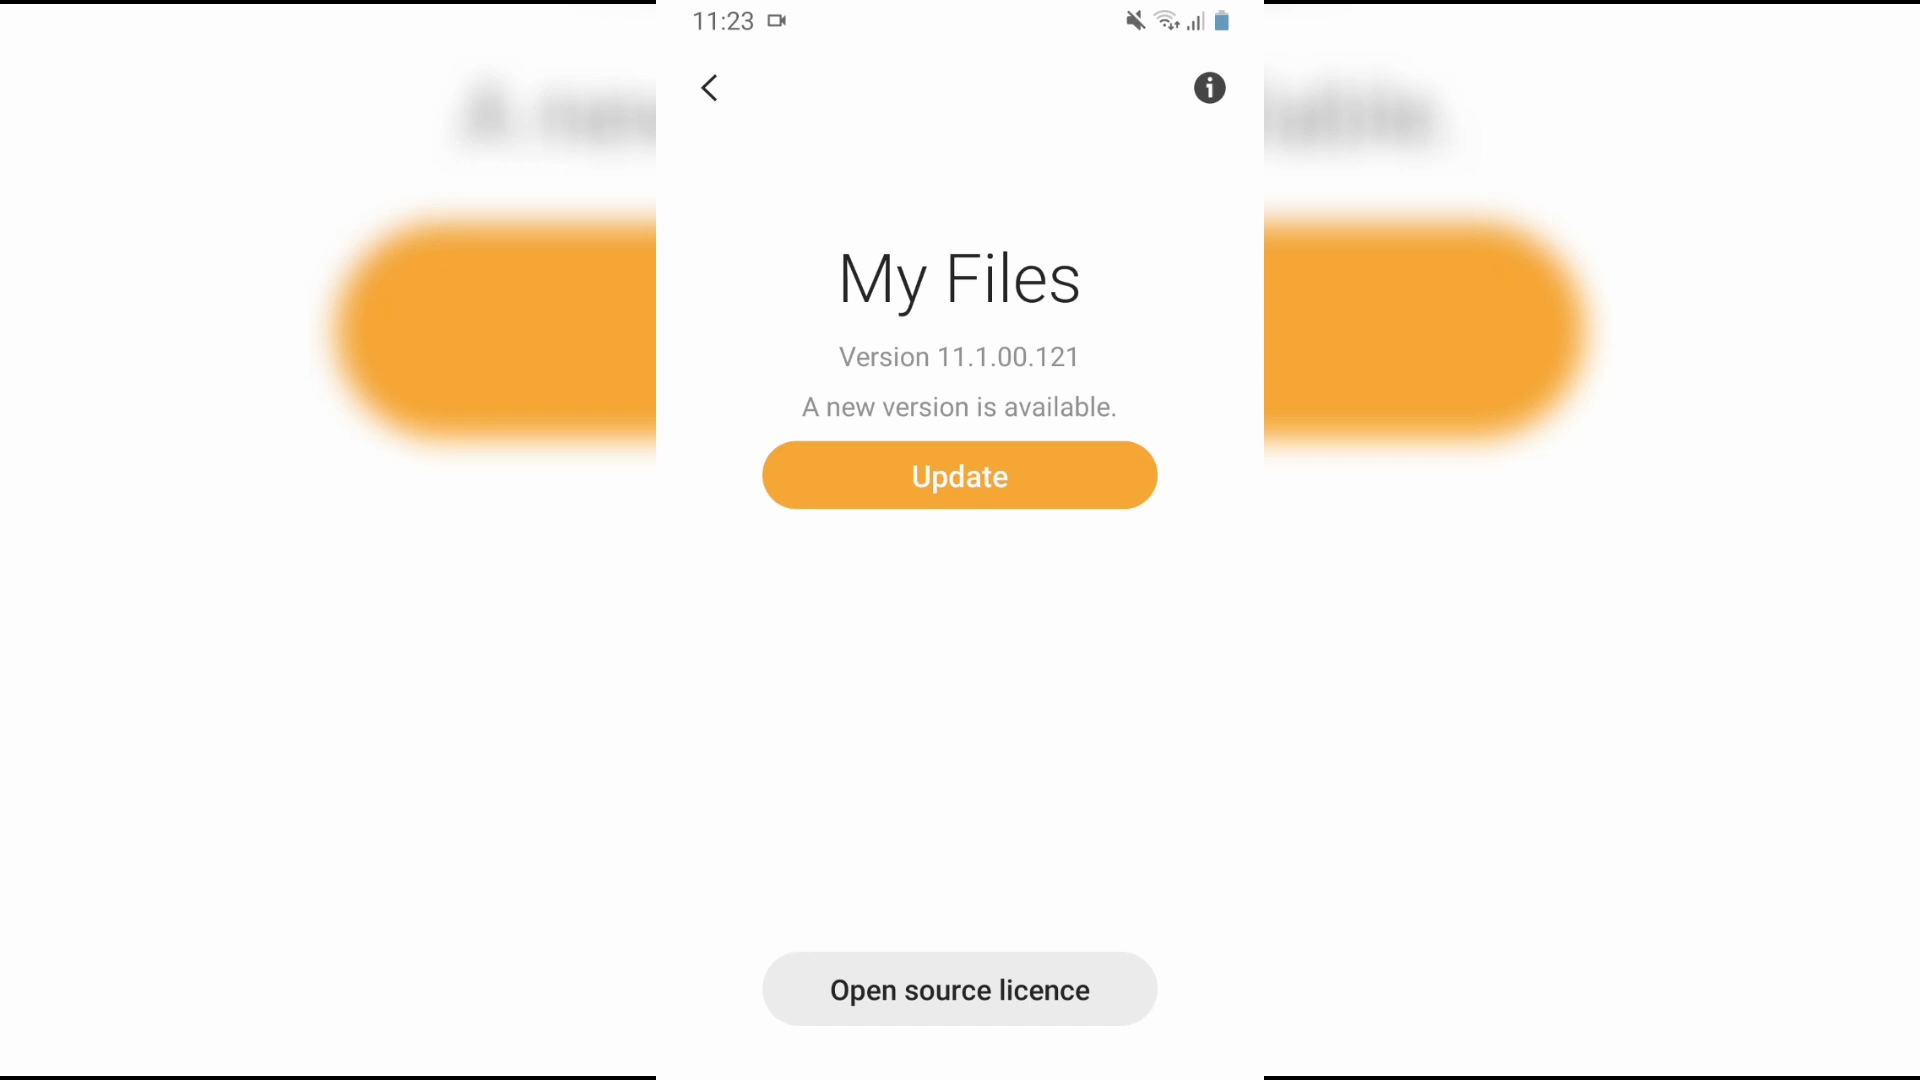 11:23
My Files
Version 11.1.00.121
A new version is available.
Update
Open source licence